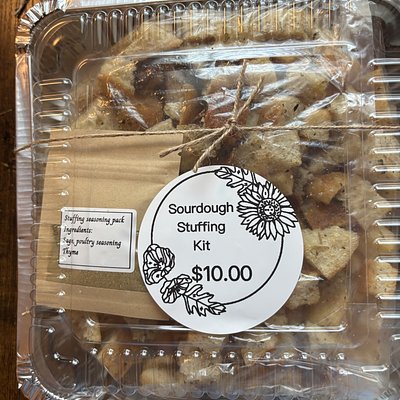 Stuffing seasoning pack
Ingredients:
Sage, poultry seasoning
Thyme
Sourdough
Stuffing
Kit
$10.00